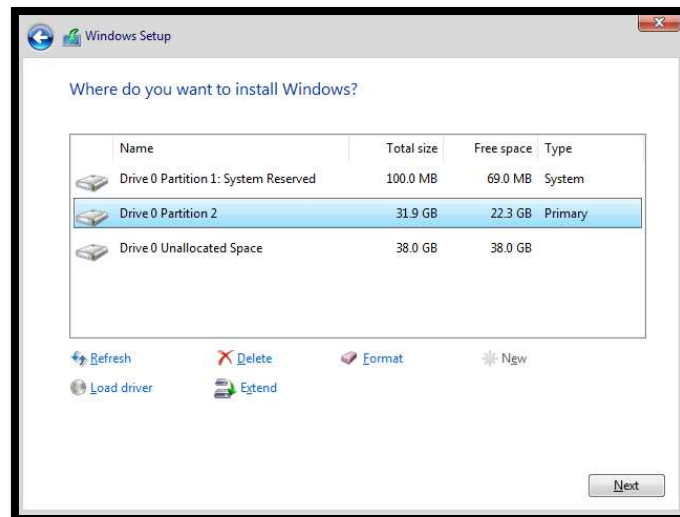 Windows Setup
Where do you want to install Windows?
Name Total size Free space Type
Drive 0 Partition 1: System Reserved 100.0 MB 69.0 MB System
Drive 0 Partition 2 31.9 GB 22.3 GB Primary
Drive 0 Unallocated Space 38.0 GB 38.0 GB
Refresh Delete Format New
Load driver Extend
Next